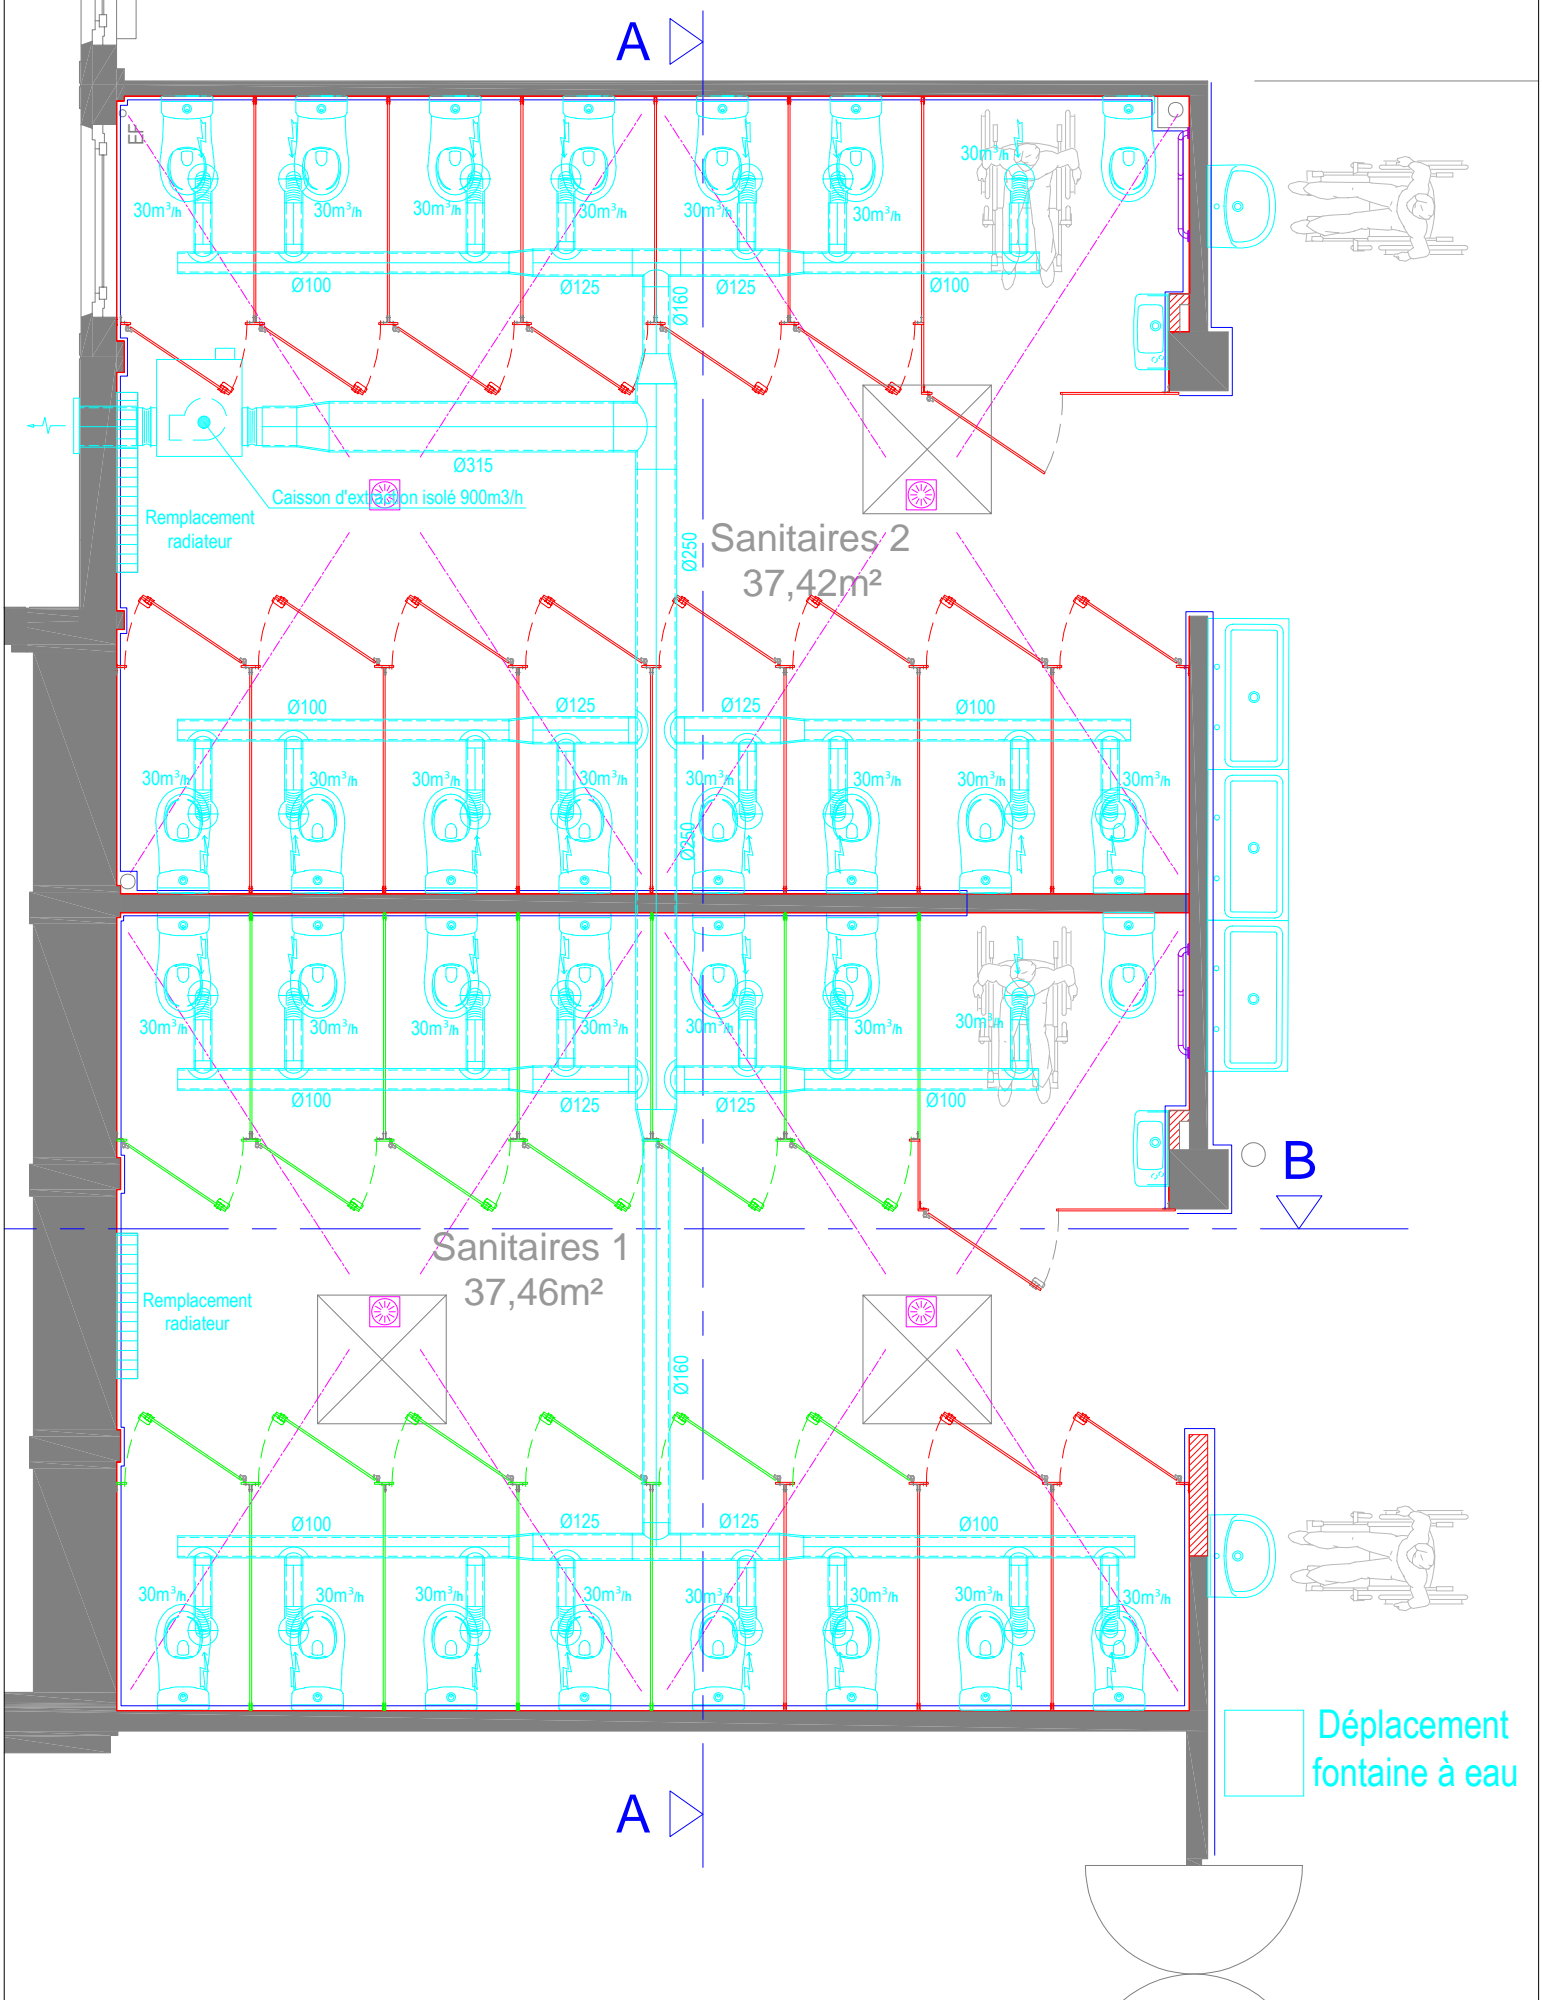 A
EF
30m³/h
30m³/h
30m³/h
30m³/h
30m³/h
30m³/h
30m³/h
Ø100
Ø125
Ø125
Ø100
Ø160
Ø315
Caisson d'extraction isolé 900m3/h
Remplacement
radiateur
Sanitaires 2
37,42m²
Ø250
Ø100
Ø125
Ø125
Ø100
30m³/h
30m³/h
30m³/h
30m³/h
30m³/h
30m³/h
30m³/h
30m³/h
Ø250
30m³/h
30m³/h
30m³/h
30m³/h
30m³/h
30m³/h
30m³/h
Ø100
Ø125
Ø125
Ø100
B
Sanitaires 1
37,46m²
Remplacement
radiateur
Ø160
Ø100
Ø125
Ø125
Ø100
30m³/h
30m³/h
30m³/h
30m³/h
30m³/h
30m³/h
30m³/h
30m³/h
Déplacement
fontaine à eau
A